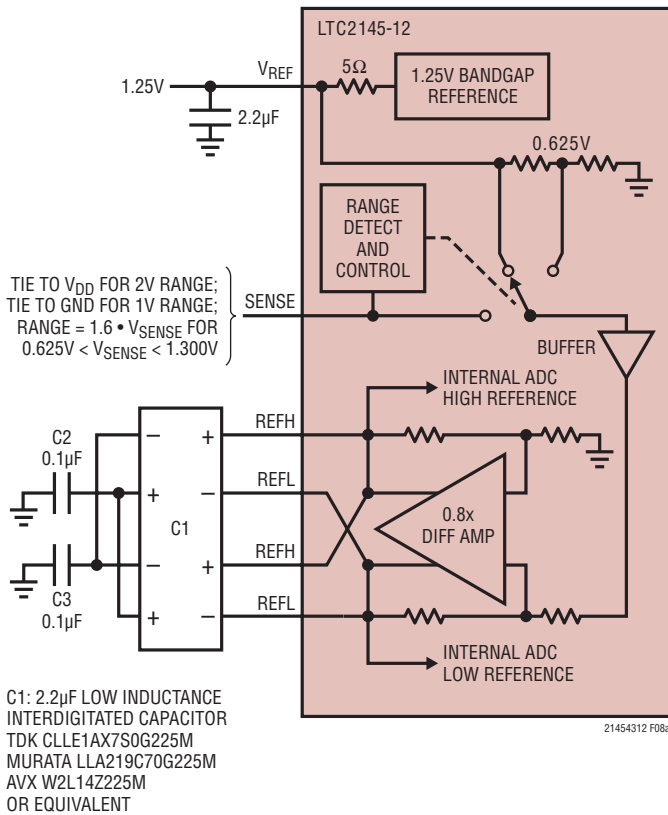 LTC2145-12
VREF
5Ω
1.25V
1.25V BANDGAP
REFERENCE
2.2µF
0.625V
RANGE
DETECT
AND
CONTROL
TIE TO VDD FOR 2V RANGE;
TIE TO GND FOR 1V RANGE;
RANGE = 1.6 • VSENSE FOR
0.625V < VSENSE < 1.300V
SENSE
BUFFER
INTERNAL ADC
HIGH REFERENCE
REFH
C2
0.1µF
– +
REFL
+ –
C1
0.8x
DIFF AMP
REFH
– +
C3
0.1µF
REFL
+ –
INTERNAL ADC
LOW REFERENCE
C1: 2.2µF LOW INDUCTANCE
INTERDIGITATED CAPACITOR
TDK CLLE1AX7S0G225M
MURATA LLA219C70G225M
AVX W2L14Z225M
OR EQUIVALENT
21454312 F08a